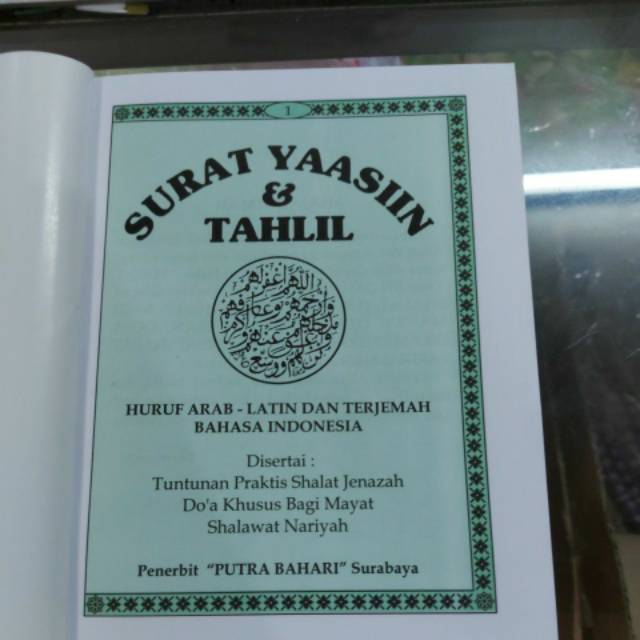 1
SURAT YAASIIN
&
TAHLIL
HURUF ARAB - LATIN DAN TERJEMAH
BAHASA INDONESIA
Disertai :
Tuntunan Praktis Shalat Jenazah
Do'a Khusus Bagi Mayat
Shalawat Nariyah
Penerbit "PUTRA BAHARI" Surabaya